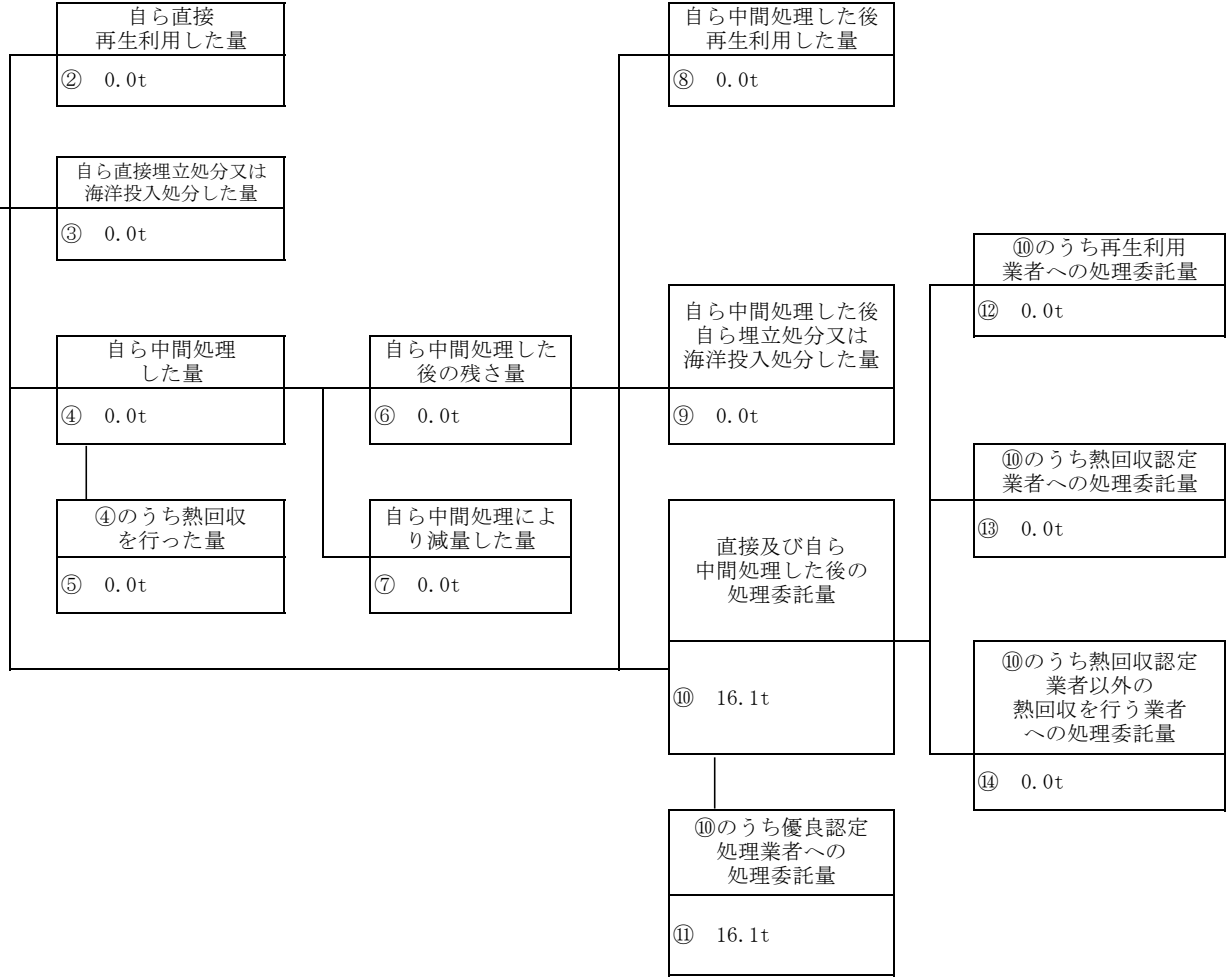 自ら直接
再生利用した量
② 0.0t
自ら中間処理した後
再生利用した量
⑧ 0.0t
自ら直接埋立処分又は
海洋投入処分した量
③ 0.0t
⑩のうち再生利用
業者への処理委託量
⑫ 0.0t
自ら中間処理した後
自ら埋立処分又は
海洋投入処分した量
⑨ 0.0t
自ら中間処理
した量
④ 0.0t
自ら中間処理した
後の残さ量
⑥ 0.0t
⑩のうち熱回収認定
業者への処理委託量
⑬ 0.0t
④のうち熱回収
を行った量
⑤ 0.0t
自ら中間処理によ
り減量した量
⑦ 0.0t
直接及び自ら
中間処理した後の
処理委託量
⑩ 16.1t
⑩のうち熱回収認定
業者以外の
熱回収を行う業者
への処理委託量
⑭ 0.0t
⑩のうち優良認定
処理業者への
処理委託量
⑪ 16.1t